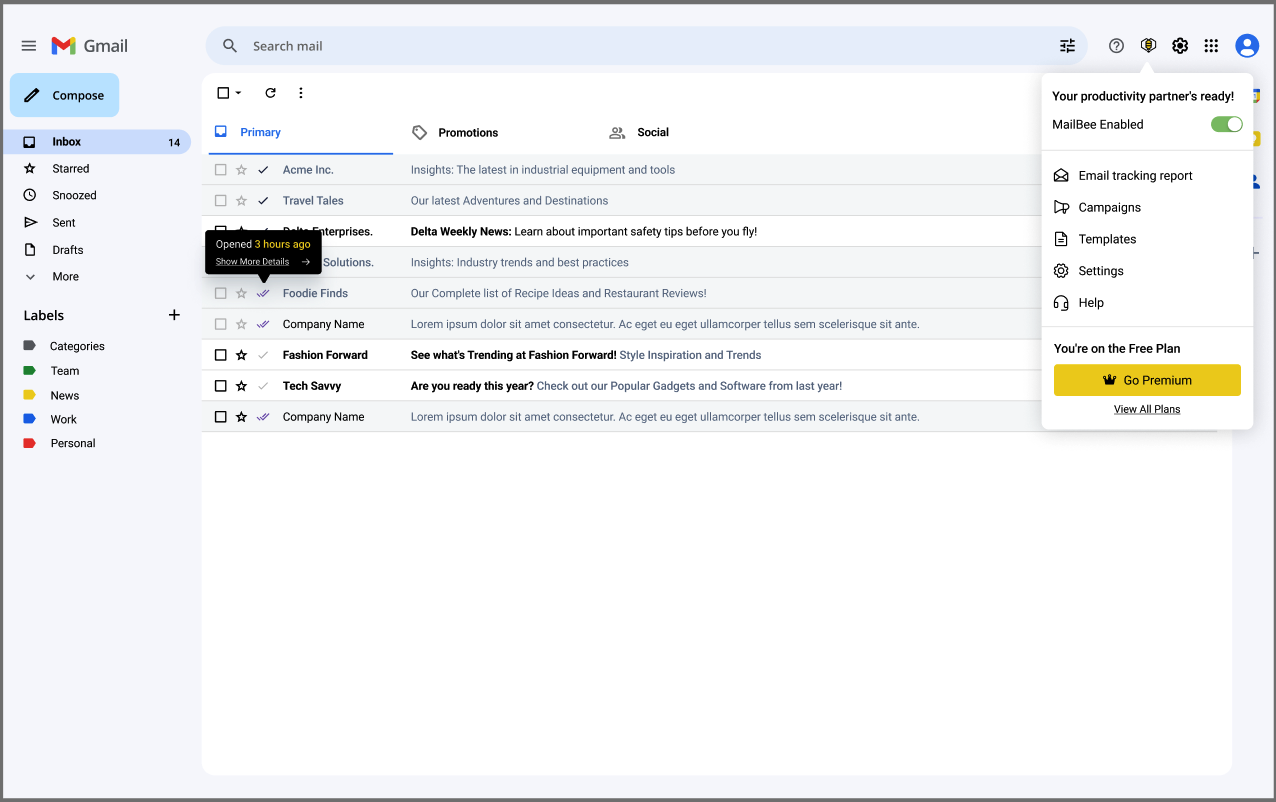 Gmail
Search mail
Compose
Inbox 14
Starred
Snoozed
Sent
Drafts
More
Labels
Categories
Team
News
Work
Personal
Primary
Promotions
Social
Acme Inc. Insights: The latest in industrial equipment and tools
Travel Tales Our latest Adventures and Destinations
Enterprises. Delta Weekly News: Learn about important safety tips before you fly!
Opened 3 hours ago
Show More Details
Solutions. Insights: Industry trends and best practices
Foodie Finds Our Complete list of Recipe Ideas and Restaurant Reviews!
Company Name Lorem ipsum dolor sit amet consectetur. Ac eget eu eget ullamcorper tellus sem scelerisque sit ante.
Fashion Forward See what's Trending at Fashion Forward! Style Inspiration and Trends
Tech Savvy Are you ready this year? Check out our Popular Gadgets and Software from last year!
Company Name Lorem ipsum dolor sit amet consectetur. Ac eget eu eget ullamcorper tellus sem scelerisque sit ante.
Your productivity partner's ready!
MailBee Enabled
Email tracking report
Campaigns
Templates
Settings
Help
You're on the Free Plan
Go Premium
View All Plans